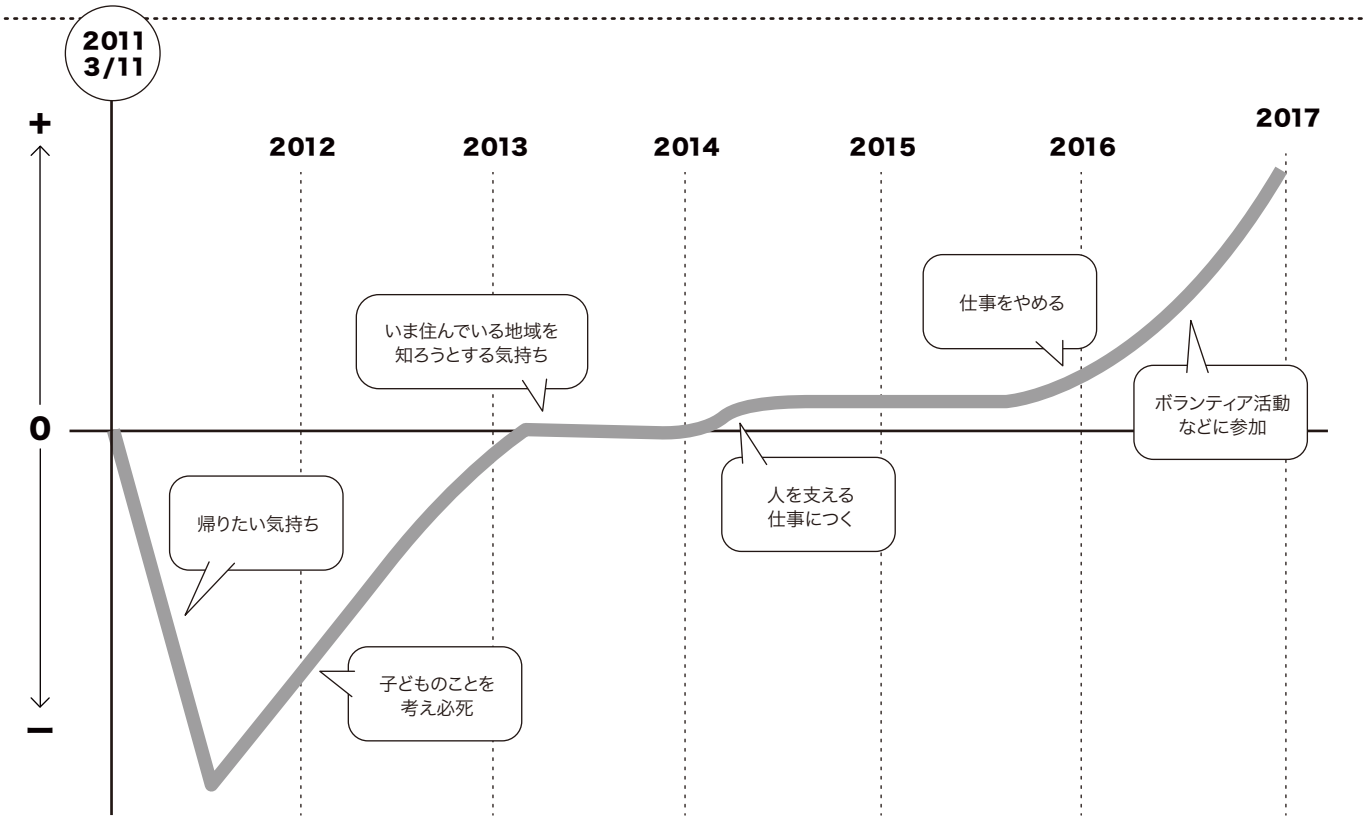 2011
3/11
+
2012
2013
2014
2015
2016
2017
仕事をやめる
いま住んでいる地域を
知ろうとする気持ち
ボランティア活動
などに参加
0
人を支える
仕事につく
帰りたい気持ち
子どものことを
考え必死
−